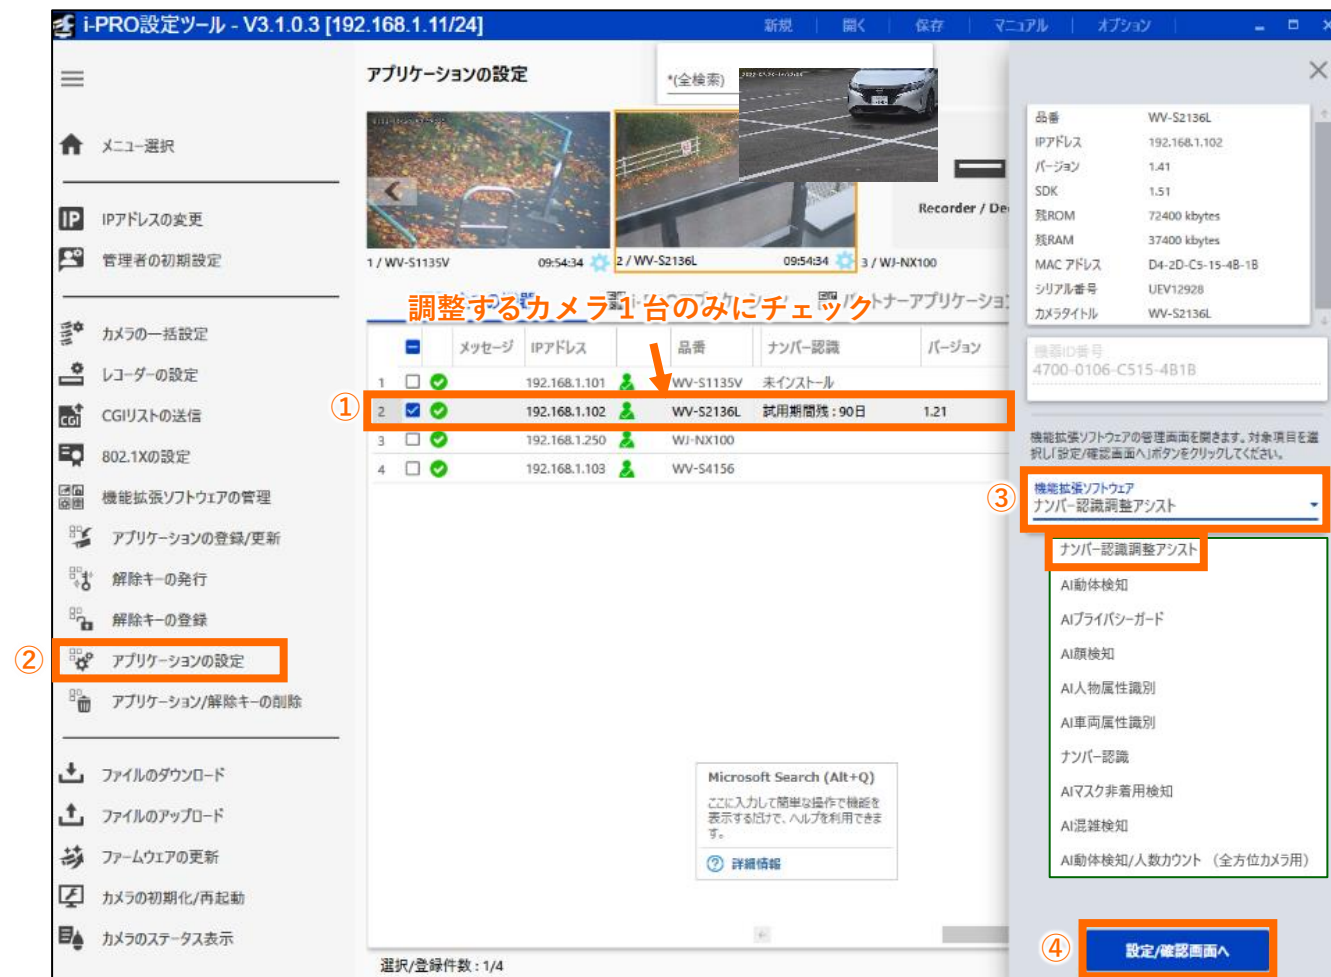 i-PRO設定ツール - V3.1.0.3 [192.168.1.11/24]
新規 | 開く | 保存 | マニュアル | オプション |
メニュー選択
IPアドレスの変更
管理者の初期設定
カメラの一括設定
レコーダーの設定
CGIリストの送信
802.1Xの設定
機能拡張ソフトウェアの管理
アプリケーションの登録/更新
解除キーの発行
解除キーの登録
② アプリケーションの設定
アプリケーション/解除キーの削除
ファイルのダウンロード
ファイルのアップロード
ファームウェアの更新
カメラの初期化/再起動
カメラのステータス表示
アプリケーションの設定
*(全検索)
Recorder / De
1 / WV-S1135V 09:54:34
2 / WV-S2136L 09:54:34
3 / WJ-NX100
パートナーアプリケーション
調整するカメラ1台のみにチェック
メッセージ IPアドレス 品番 ナンバー認識 バージョン
1 192.168.1.101 WV-S1135V 未インストール
① 2 192.168.1.102 WV-S2136L 試用期間残 : 90日 1.21
3 192.168.1.250 WJ-NX100
4 192.168.1.103 WV-S4156
Microsoft Search (Alt+Q)
ここに入力して簡単な操作で機能を
表示するだけで、ヘルプを利用できま
す。
詳細情報
選択/登録件数 : 1/4
品番 WV-S2136L
IPアドレス 192.168.1.102
バージョン 1.41
SDK 1.51
残ROM 72400 kbytes
残RAM 37400 kbytes
MAC アドレス D4-2D-C5-15-4B-1B
シリアル番号 UEV12928
カメラタイトル WV-S2136L
機器ID番号
4700-0106-C515-4B1B
機能拡張ソフトウェアの管理画面を開きます。対象項目を選
択し「設定/確認画面へ」ボタンをクリックしてください。
③ 機能拡張ソフトウェア
ナンバー認識調整アシスト
ナンバー認識調整アシスト
AI動体検知
AIプライバシーガード
AI顔検知
AI人物属性識別
AI車両属性識別
ナンバー認識
AIマスク非着用検知
AI混雑検知
AI動体検知/人数カウント （全方位カメラ用)
④ 設定/確認画面へ